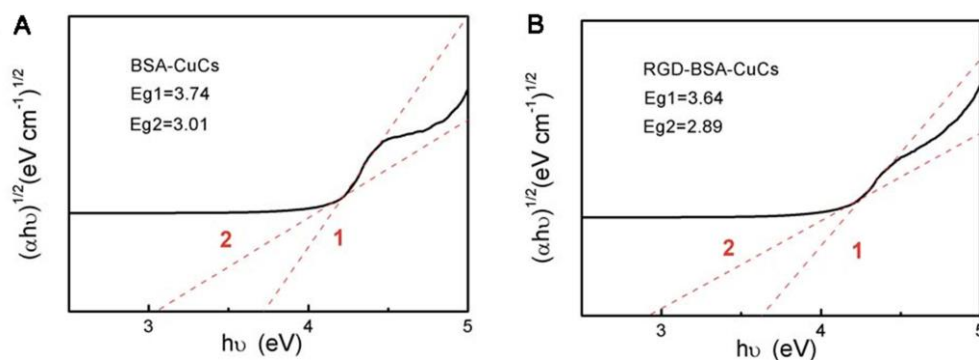 A
BSA-CuCs
Eg1=3.74
Eg2=3.01
2
1
(αhυ)^1/2(eV cm⁻¹)^1/2
3
4
5
hυ (eV)
B
RGD-BSA-CuCs
Eg1=3.64
Eg2=2.89
2
1
(αhυ)^1/2(eV cm⁻¹)^1/2
3
4
5
hυ (eV)